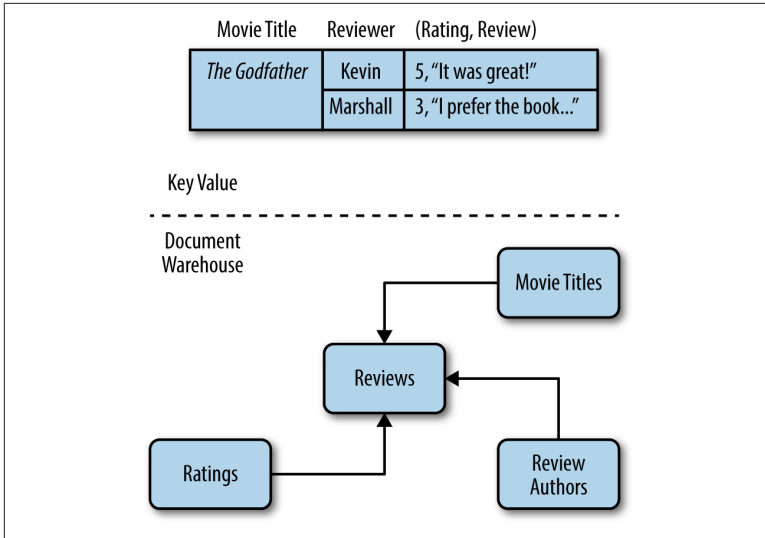 Movie Title Reviewer (Rating, Review)
The Godfather Kevin 5, “It was great!”
Marshall 3, “I prefer the book...”
Key Value
Document
Warehouse
Movie Titles
Reviews
Ratings
Review
Authors